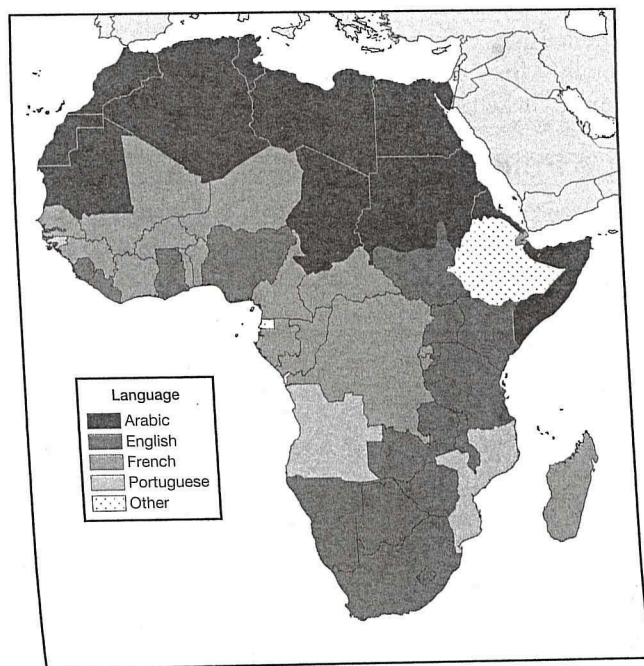 Language
Arabic
English
French
Portuguese
Other